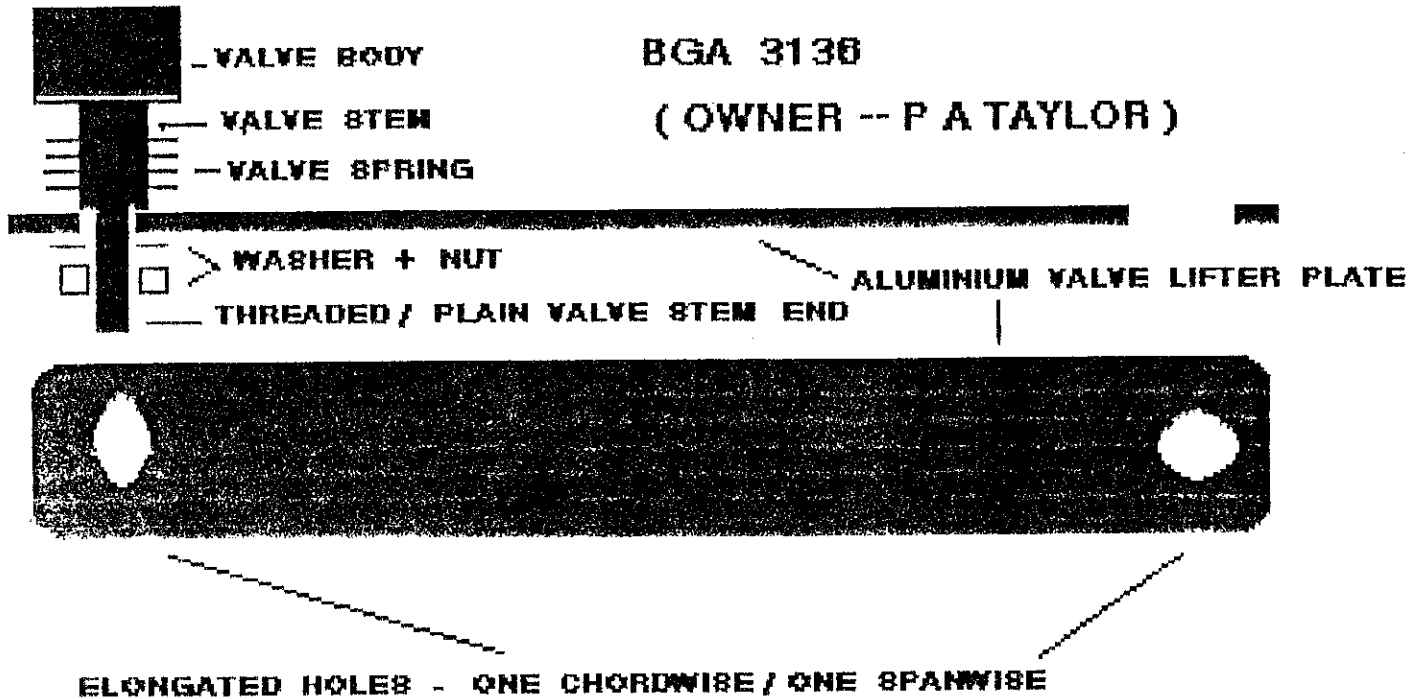 VALVE BODY
BGA 3136
VALVE STEM
( OWNER -- P A TAYLOR )
VALVE SPRING
WASHER + NUT
ALUMINIUM VALVE LIFTER PLATE
THREADED / PLAIN VALVE STEM END
ELONGATED HOLES - ONE CHORDWISE / ONE SPANWISE